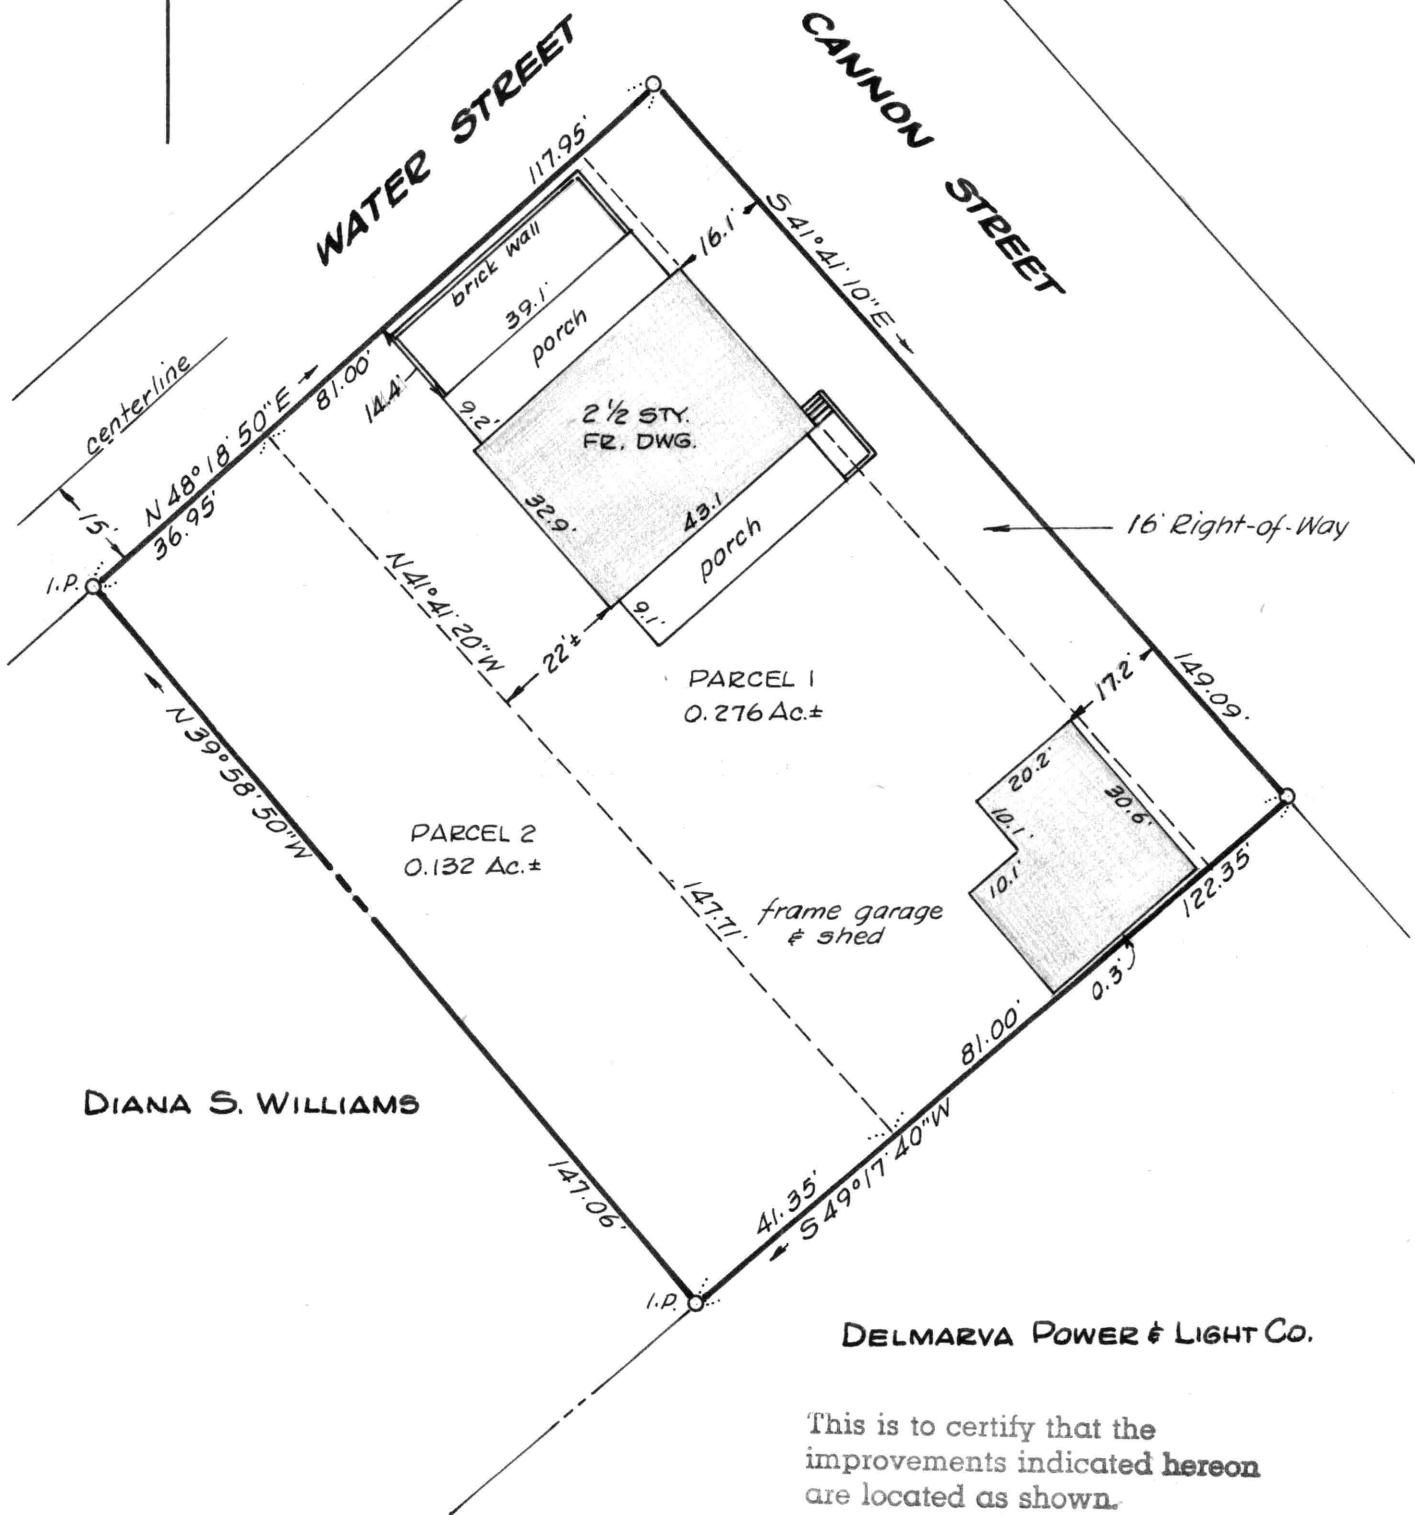 WATER STREET
CANNON STREET
117.95'
brick wall
39.1'
porch
16.1'
S 41° 41' 10" E
centerline
81.00'
14.4'
9.2'
2 1/2 STY.
FR. DWG.
N 48° 18' 50" E
15'
36.95'
32.9'
43.1
porch
16' Right-of-Way
I.P.
N 41° 41' 20" W
9.1'
22'±
PARCEL 1
0.276 Ac.±
17.2'
149.09'
N 39° 58' 50" W
20.2'
10.1'
30.6'
PARCEL 2
0.132 Ac.±
10.1'
147.71'
frame garage
& shed
122.35'
0.3'
81.00'
DIANA S. WILLIAMS
147.06'
41.35'
S 49° 17' 40" W
I.P.
DELMARVA POWER & LIGHT CO.
This is to certify that the
improvements indicated hereon
are located as shown.